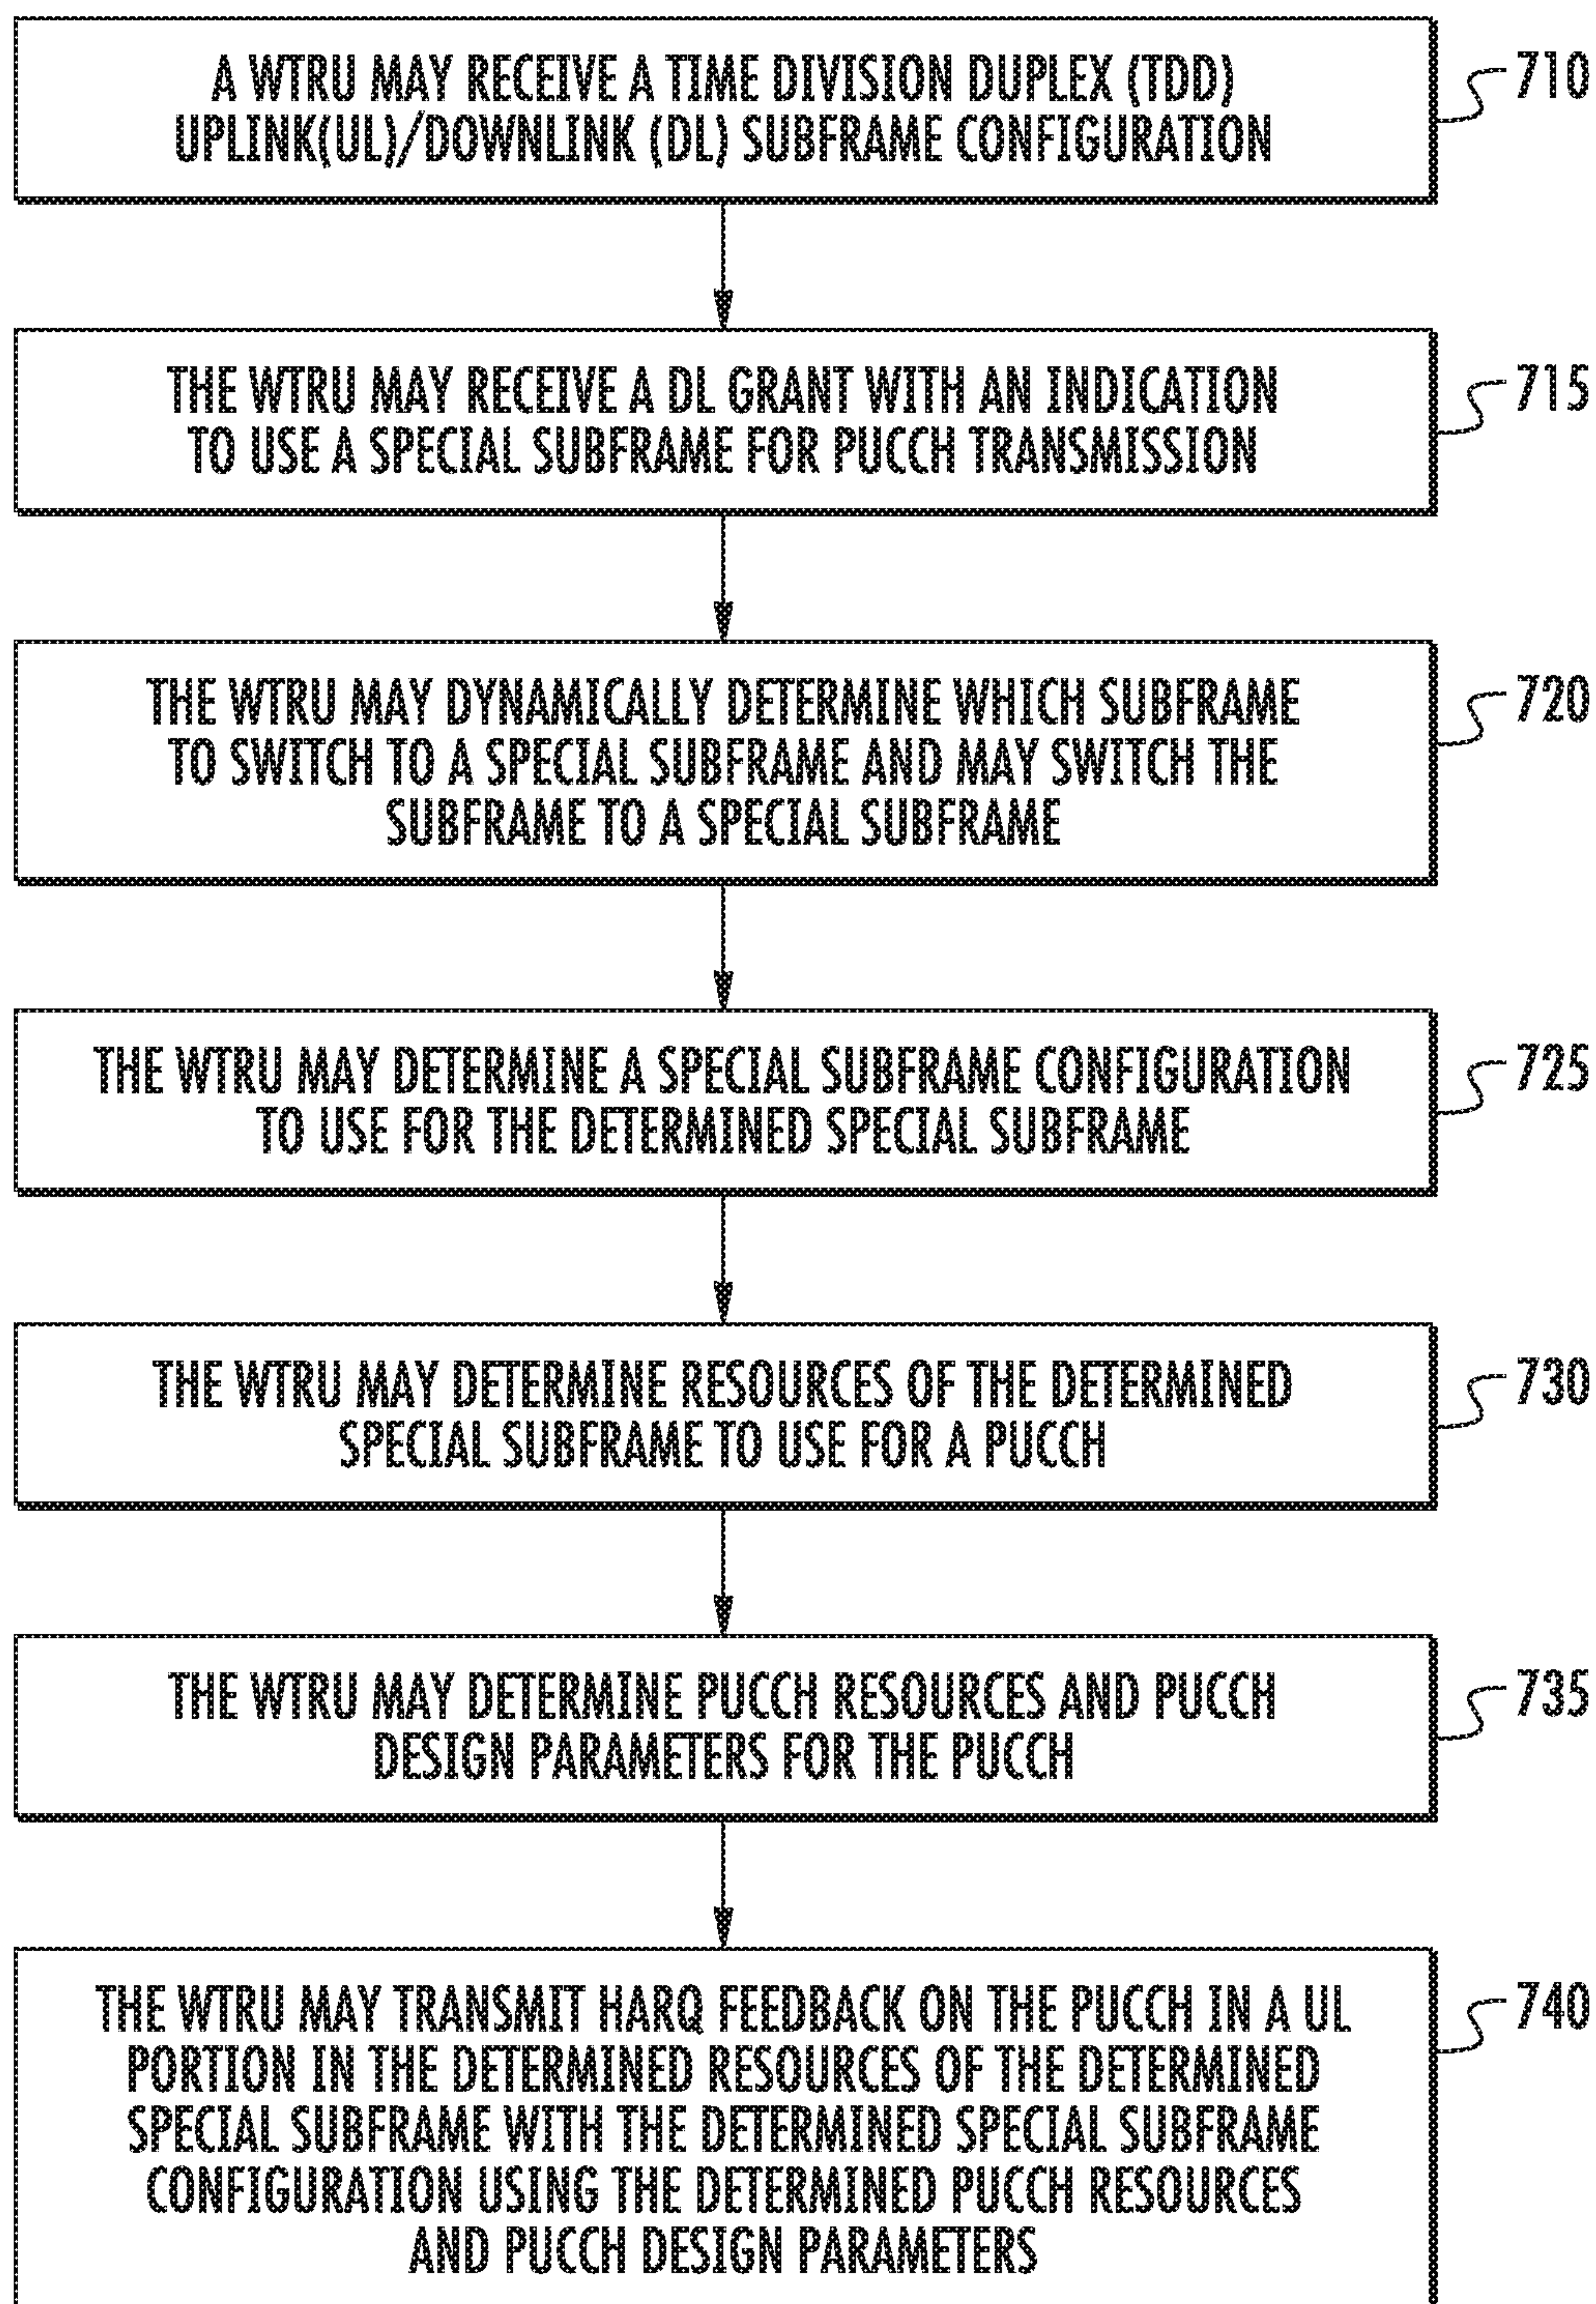 A WTRU MAY RECEIVE A TIME DIVISION DUPLEX (TDD)
UPLINK(UL)/DOWNLINK (DL) SUBFRAME CONFIGURATION
710
THE WTRU MAY RECEIVE A DL GRANT WITH AN INDICATION
TO USE A SPECIAL SUBFRAME FOR PUCCH TRANSMISSION
715
THE WTRU MAY DYNAMICALLY DETERMINE WHICH SUBFRAME
TO SWITCH TO A SPECIAL SUBFRAME AND MAY SWITCH THE
SUBFRAME TO A SPECIAL SUBFRAME
720
THE WTRU MAY DETERMINE A SPECIAL SUBFRAME CONFIGURATION
TO USE FOR THE DETERMINED SPECIAL SUBFRAME
725
THE WTRU MAY DETERMINE RESOURCES OF THE DETERMINED
SPECIAL SUBFRAME TO USE FOR A PUCCH
730
THE WTRU MAY DETERMINE PUCCH RESOURCES AND PUCCH
DESIGN PARAMETERS FOR THE PUCCH
735
THE WTRU MAY TRANSMIT HARQ FEEDBACK ON THE PUCCH IN A UL
PORTION IN THE DETERMINED RESOURCES OF THE DETERMINED
SPECIAL SUBFRAME WITH THE DETERMINED SPECIAL SUBFRAME
CONFIGURATION USING THE DETERMINED PUCCH RESOURCES
AND PUCCH DESIGN PARAMETERS
740